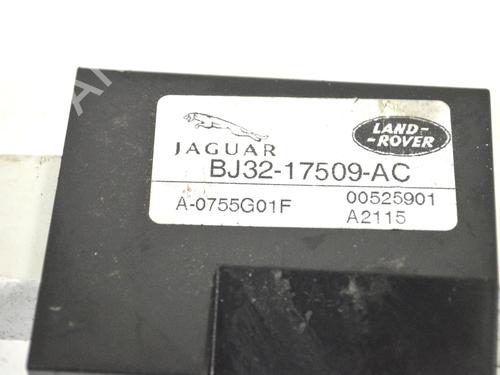 JAGUAR
LAND-
-ROVER
BJ32-17509-AC
A-0755G01F 00525901
A2115